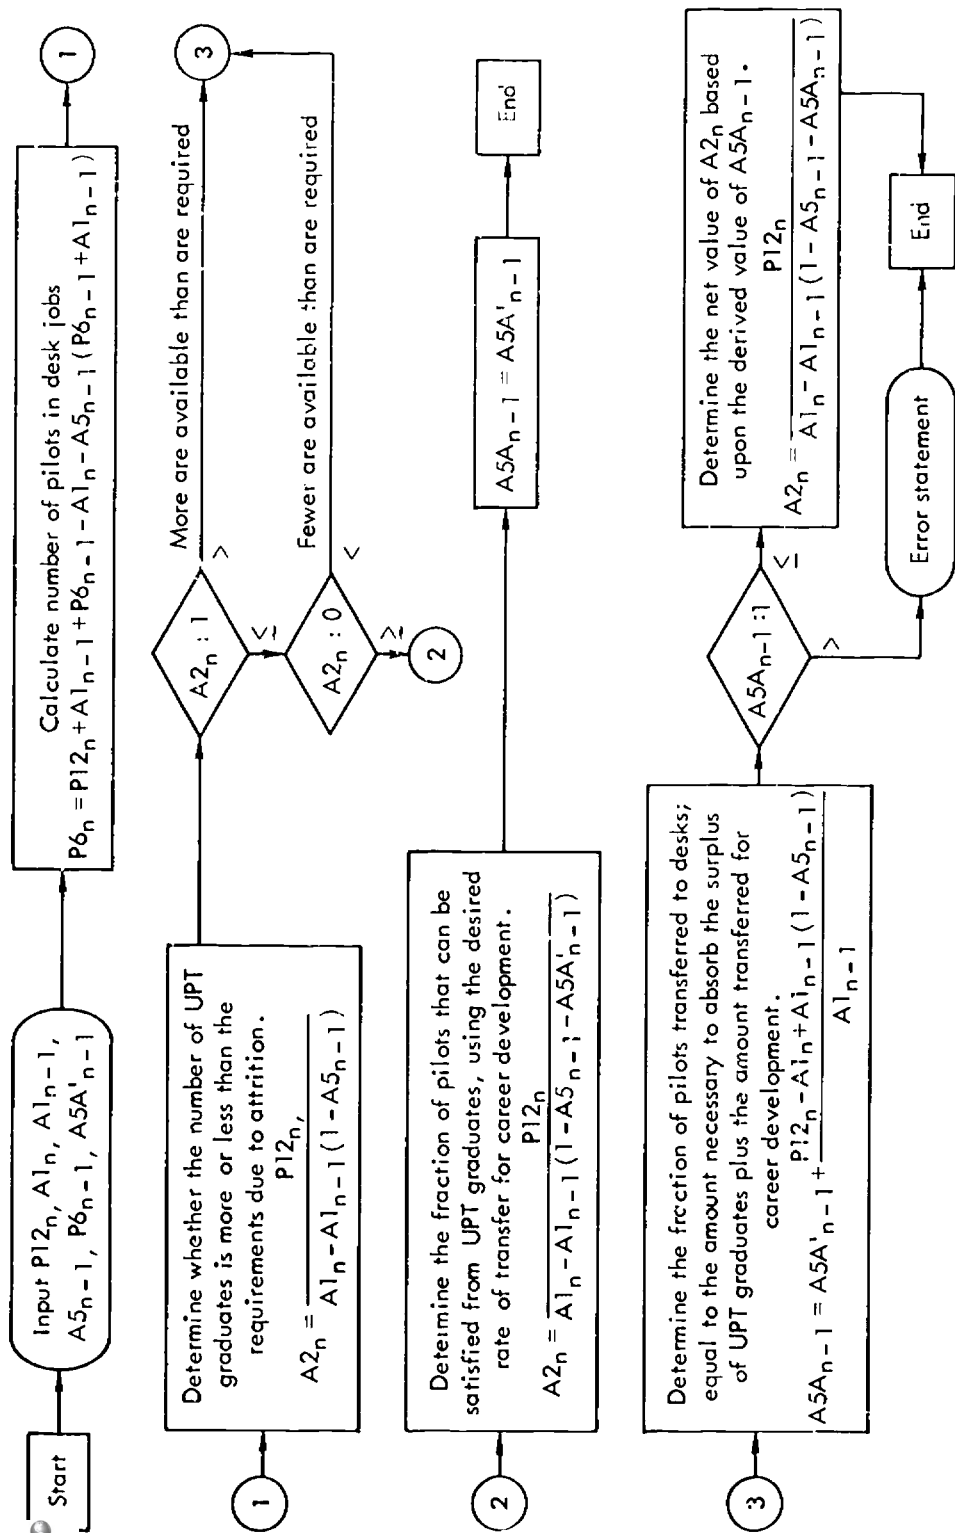 Start
Input P12n, A1n, A1n-1,
A5n-1, P6n-1, A5A'n-1
Calculate number of pilots in desk jobs
P6n = P12n + A1n-1 + P6n-1 - A1n - A5n-1 (P6n-1 + A1n-1)
1
1
Determine whether the number of UPT
graduates is more or less than the
requirements due to attrition.
P12n,
A2n = A1n - A1n-1 (1 - A5n-1)
A2n : 1
>
More are available than are required
3
≤
A2n : 0
<
Fewer are available than are required
≥
2
2
Determine the fraction of pilots that can be
satisfied from UPT graduates, using the desired
rate of transfer for career development.
P12n
A2n = A1n - A1n-1 (1 - A5n-1 - A5A'n-1)
A5An-1 = A5A'n-1
End
3
Determine the fraction of pilots transferred to desks;
equal to the amount necessary to absorb the surplus
of UPT graduates plus the amount transferred for
career development.
P12n - A1n + A1n-1 (1 - A5n-1)
A5An-1 = A5A'n-1 +
A1n-1
A5An-1 : 1
≤
Determine the net value of A2n based
upon the derived value of A5An-1.
P12n
A2n = A1n - A1n-1 (1 - A5n-1 - A5An-1)
>
Error statement
End